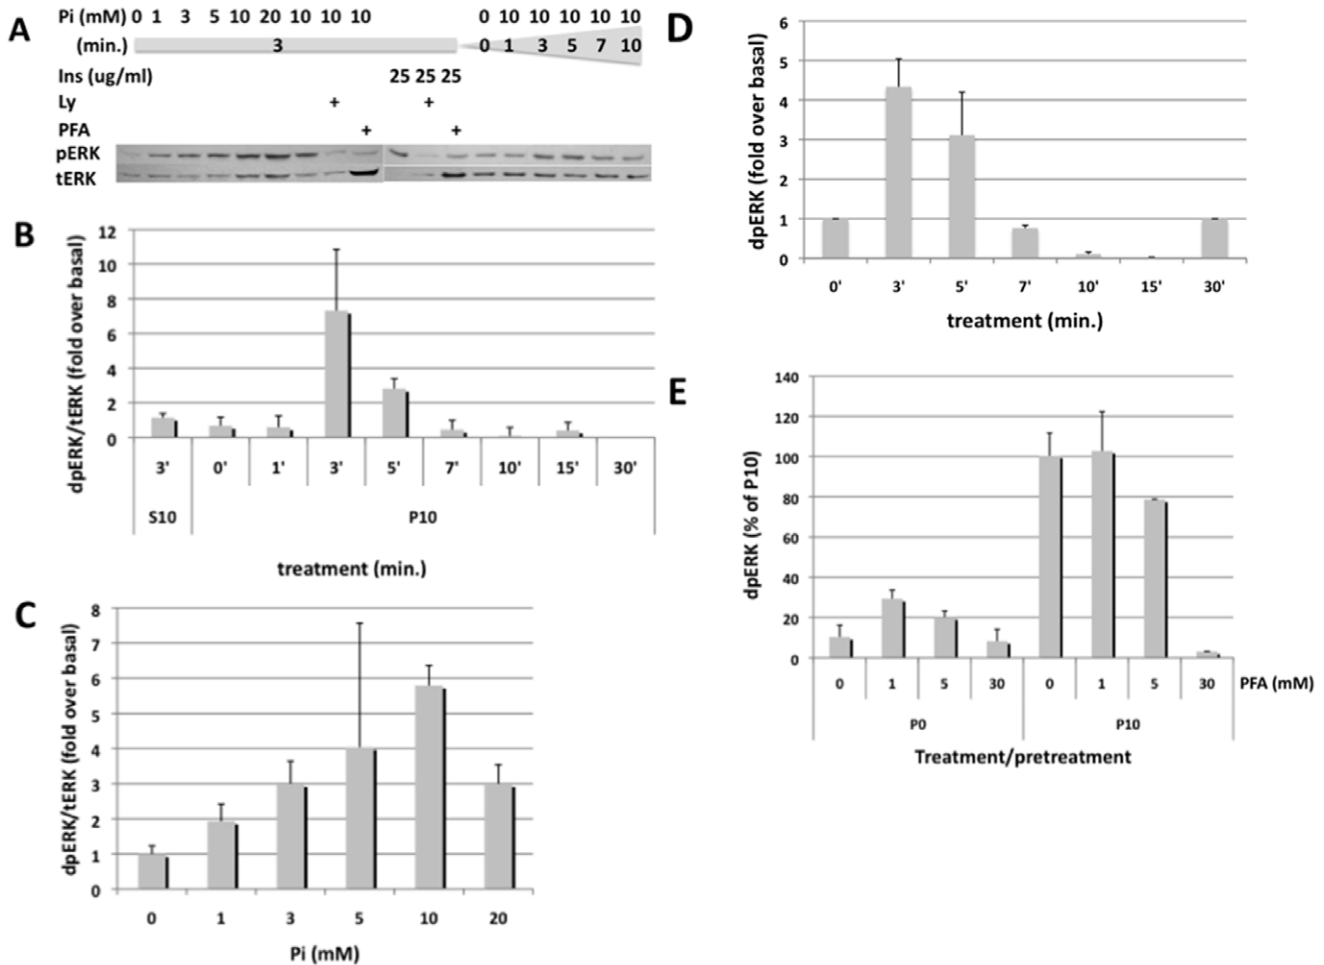 A
Pi (mM) 0 1 3 5 10 20 10 10 10 0 10 10 10 10 10
(min.) 3 0 1 3 5 7 10
Ins (ug/ml) 25 25 25
Ly + +
PFA + +
pERK
tERK
B
dpERK/tERK (fold over basal)
12
10
8
6
4
2
0
3' 0' 1' 3' 5' 7' 10' 15' 30'
S10 P10
treatment (min.)
C
dpERK/tERK (fold over basal)
8
7
6
5
4
3
2
1
0
0 1 3 5 10 20
Pi (mM)
D
dpERK (fold over basal)
6
5
4
3
2
1
0
0' 3' 5' 7' 10' 15' 30'
treatment (min.)
E
dpERK (% of P10)
140
120
100
80
60
40
20
0
0 1 5 30 0 1 5 30 PFA (mM)
P0 P10
Treatment/pretreatment